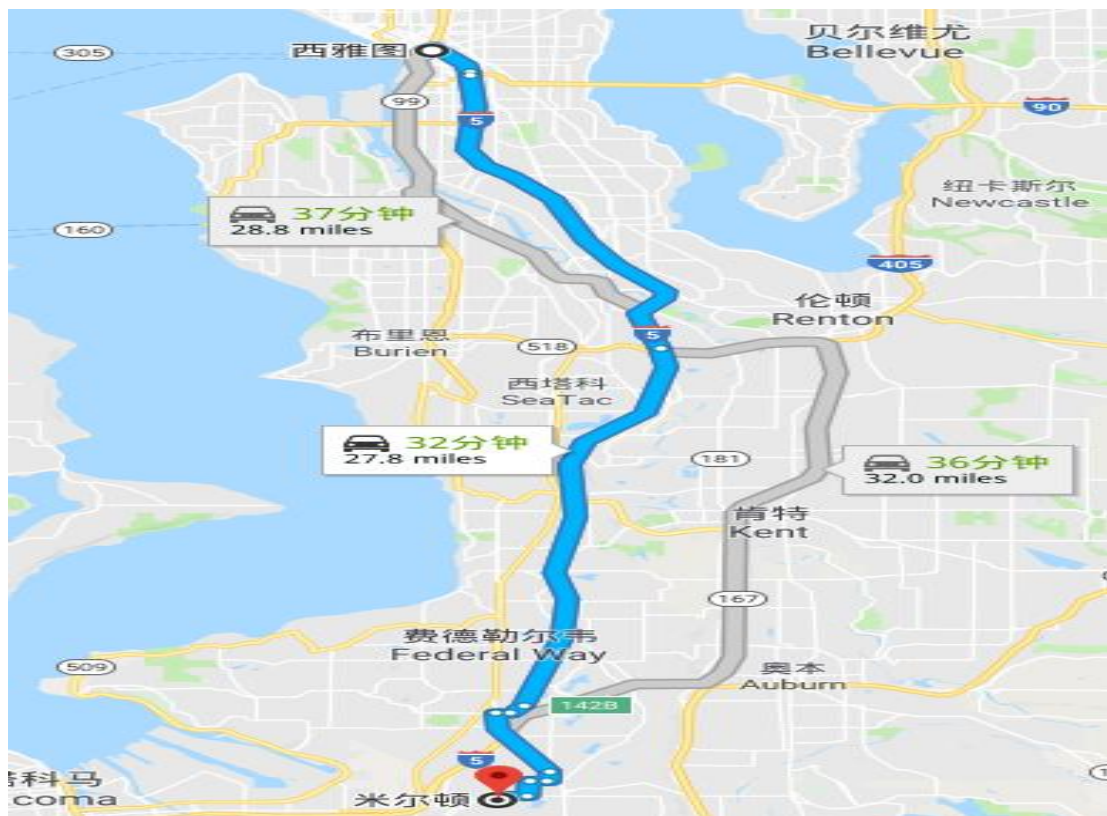 贝尔维尤
Bellevue
西雅图
305
99
90
5
纽卡斯尔
Newcastle
37分钟
28.8 miles
160
405
伦顿
Renton
5
布里恩
Burien
518
西塔科
SeaTac
32分钟
27.8 miles
181
36分钟
32.0 miles
肯特
Kent
167
费德勒尔韦
Federal Way
509
奥本
Auburn
142B
5
科马
coma
米尔顿